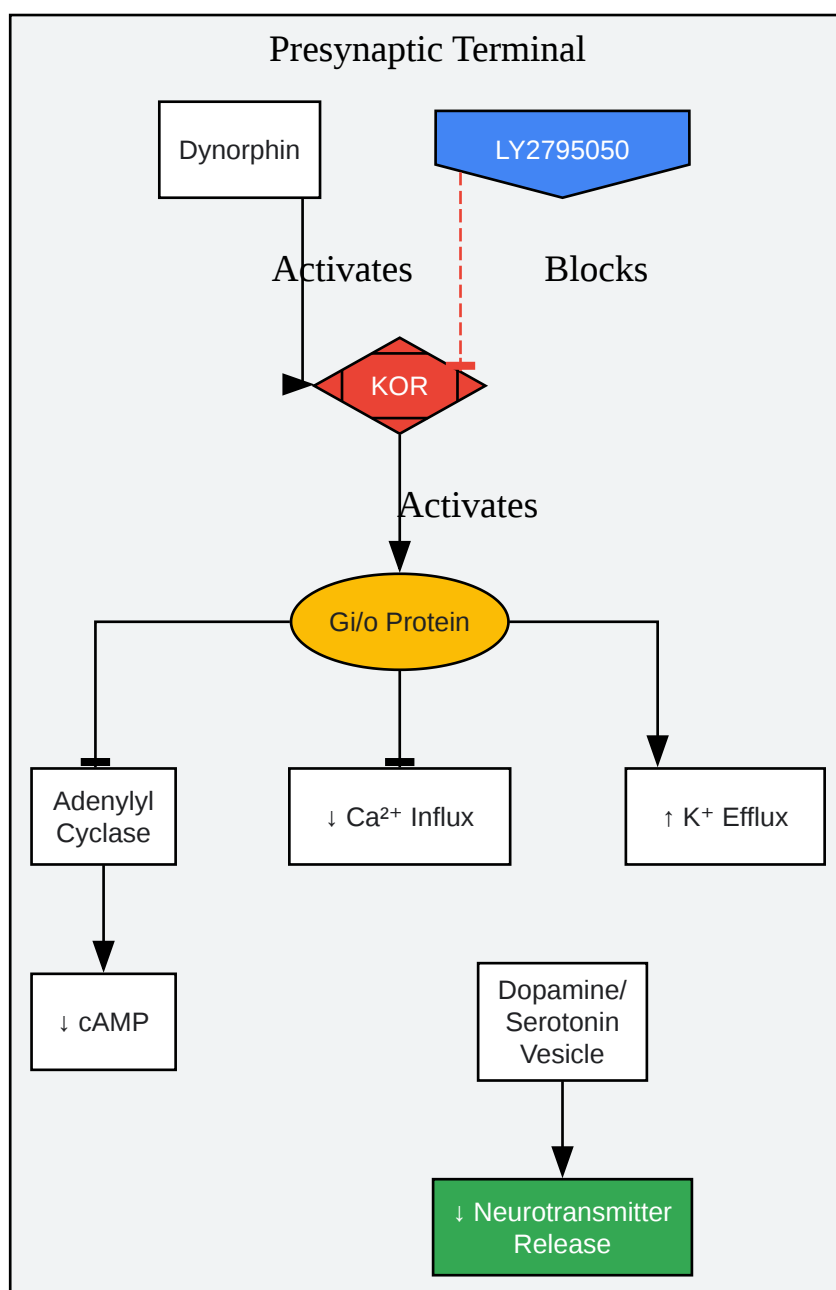 Presynaptic Terminal
Dynorphin
LY2795050
Activates
Blocks
KOR
Activates
Gi/o Protein
Adenylyl
Cyclase
↓ Ca²⁺ Influx
↑ K⁺ Efflux
↓ cAMP
Dopamine/
Serotonin
Vesicle
↓ Neurotransmitter
Release